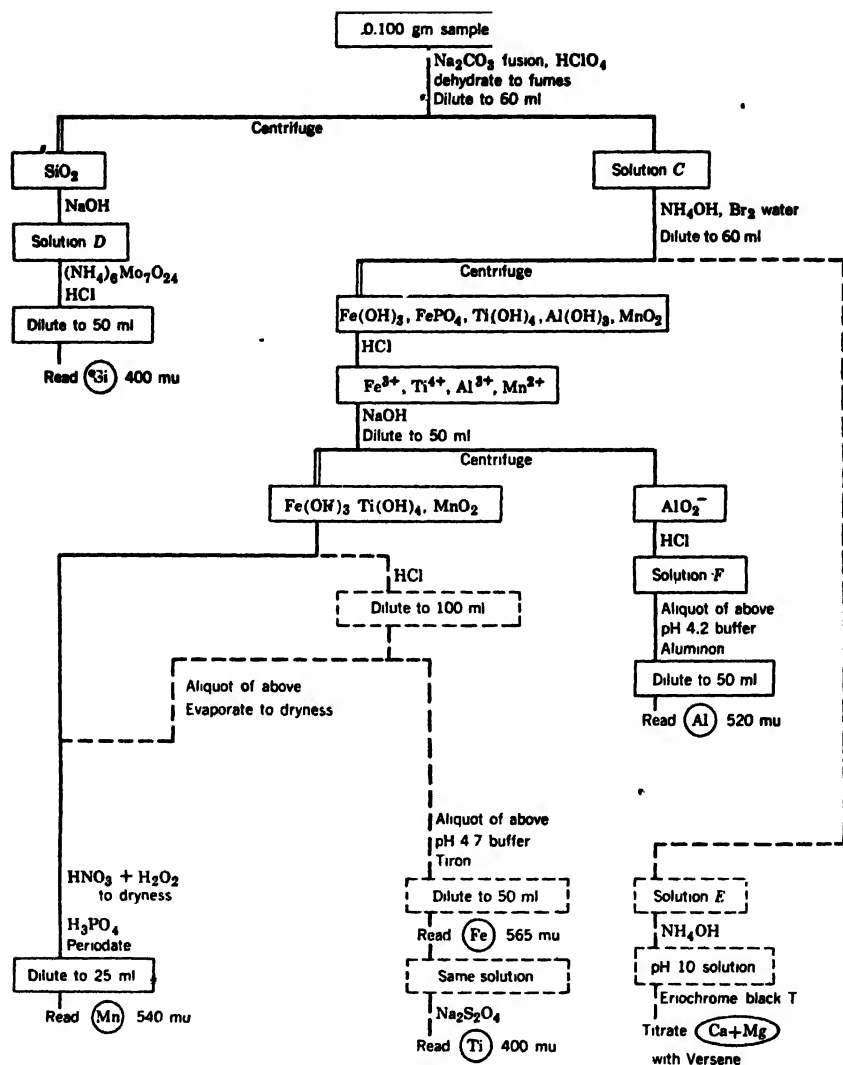 0.100 gm sample
Na₂CO₃ fusion, HClO₄
dehydrate to fumes
Dilute to 60 ml
Centrifuge
SiO₂
Solution C
NaOH
NH₄OH, Br₂ water
Dilute to 60 ml
Solution D
(NH₄)₆Mo₇O₂₄
HCl
Centrifuge
Dilute to 50 ml
Fe(OH)₃, FePO₄, Ti(OH)₄, Al(OH)₃, MnO₂
HCl
Read Si 400 mu
Fe³⁺, Ti⁴⁺, Al³⁺, Mn²⁺
NaOH
Dilute to 50 ml
Centrifuge
Fe(OH)₃ Ti(OH)₄, MnO₂
AlO₂⁻
HCl
HCl
Dilute to 100 ml
Solution F
Aliquot of above
pH 4.2 buffer
Aluminon
Aliquot of above
Evaporate to dryness
Dilute to 50 ml
Read Al 520 mu
Aliquot of above
pH 4 7 buffer
Tiron
HNO₃ + H₂O₂
to dryness
Dilute to 50 ml
Solution E
H₃PO₄
Periodate
Read Fe 565 mu
NH₄OH
Dilute to 25 ml
Same solution
pH 10 solution
Read Mn 540 mu
Na₂S₂O₄
Eriochrome black T
Read Ti 400 mu
Titrate Ca+Mg
with Versene